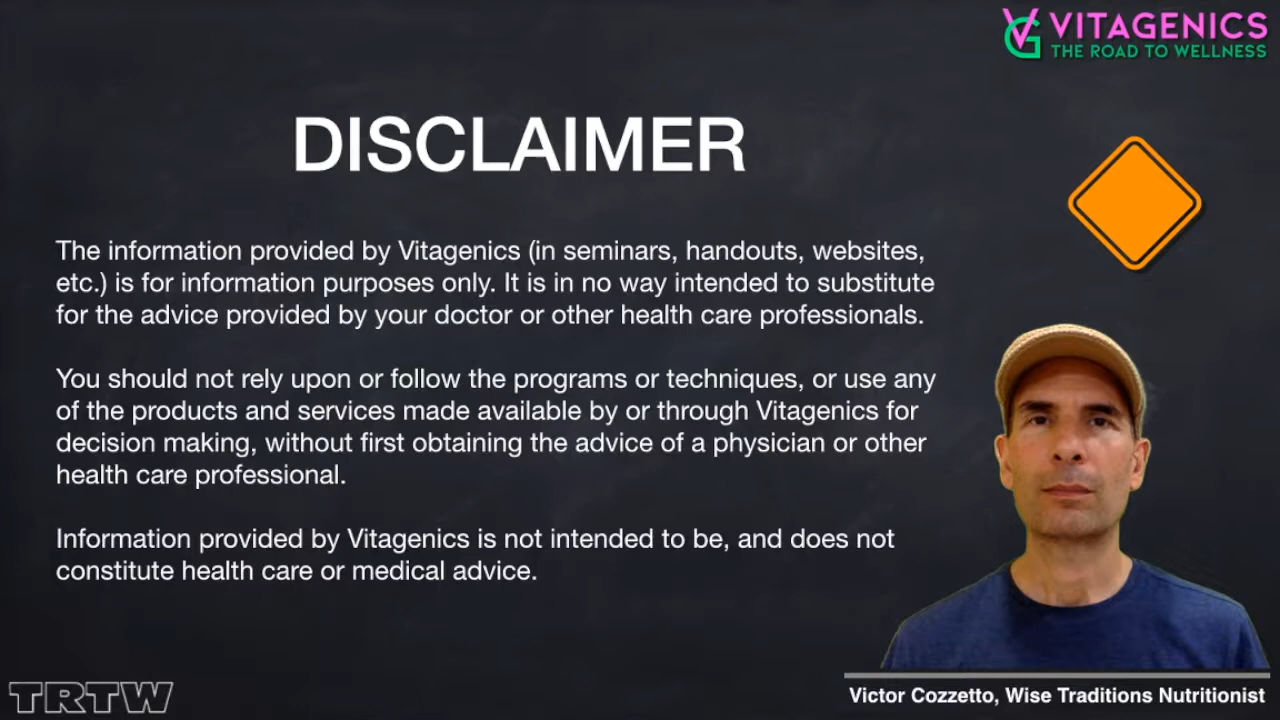 VITAGENICS
THE ROAD TO WELLNESS
DISCLAIMER
The information provided by Vitagenics (in seminars, handouts, websites,
etc.) is for information purposes only. It is in no way intended to substitute
for the advice provided by your doctor or other health care professionals.
You should not rely upon or follow the programs or techniques, or use any
of the products and services made available by or through Vitagenics for
decision making, without first obtaining the advice of a physician or other
health care professional.
Information provided by Vitagenics is not intended to be, and does not
constitute health care or medical advice.
TRTW
Victor Cozzetto, Wise Traditions Nutritionist